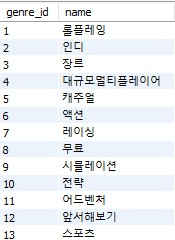 genre_id name
1 롤플레잉
2 인디
3 장르
4 대규모멀티플레이어
5 캐주얼
6 액션
7 레이싱
8 무료
9 시뮬레이션
10 전략
11 어드벤처
12 앞서해보기
13 스포츠